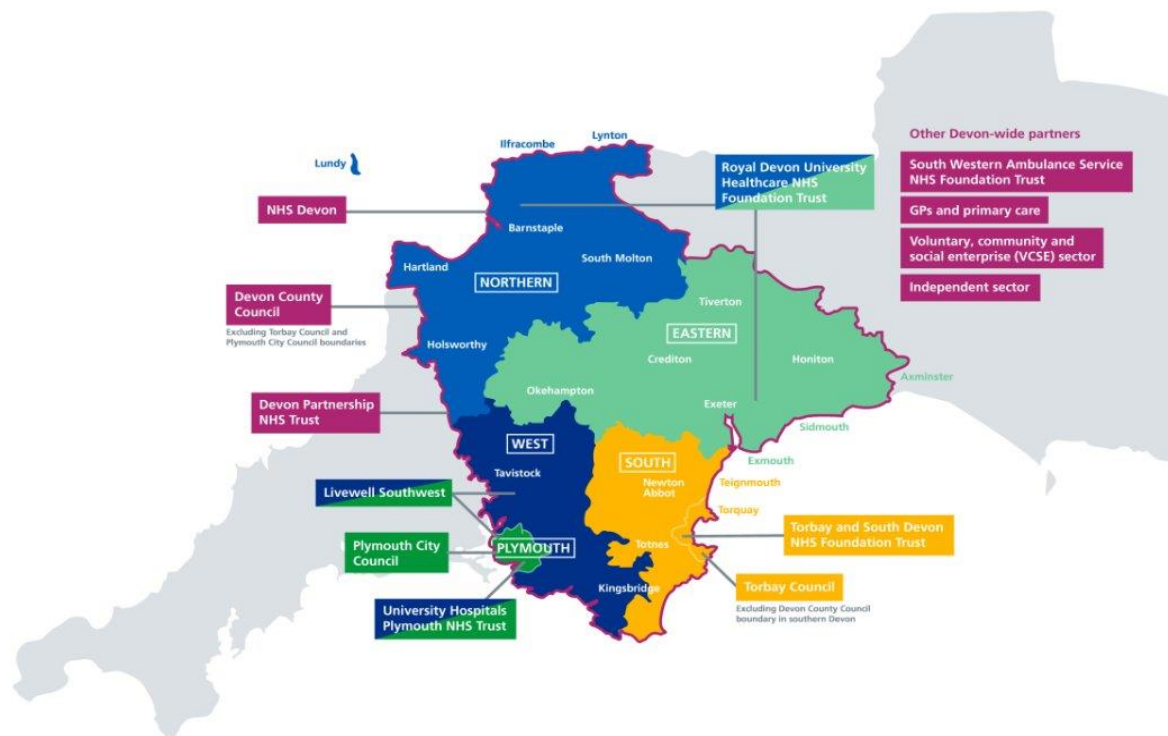 Lynton
Ilfracombe
Lundy
Other Devon-wide partners
South Western Ambulance Service
NHS Foundation Trust
GPs and primary care
Voluntary, community and
social enterprise (VCSE) sector
Independent sector
Royal Devon University
Healthcare NHS
Foundation Trust
NHS Devon
Barnstaple
South Molton
Hartland
NORTHERN
Devon County
Council
Excluding Torbay Council and
Plymouth City Council boundaries
Holsworthy
Tiverton
EASTERN
Crediton
Honiton
Axminster
Okehampton
Exeter
Sidmouth
Exmouth
Devon Partnership
NHS Trust
WEST
Tavistock
SOUTH
Newton
Abbot
Teignmouth
Torquay
Livewell Southwest
Plymouth City
Council
PLYMOUTH
Totnes
Torbay and South Devon
NHS Foundation Trust
Kingsbridge
Torbay Council
Excluding Devon County Council
boundary in southern Devon
University Hospitals
Plymouth NHS Trust